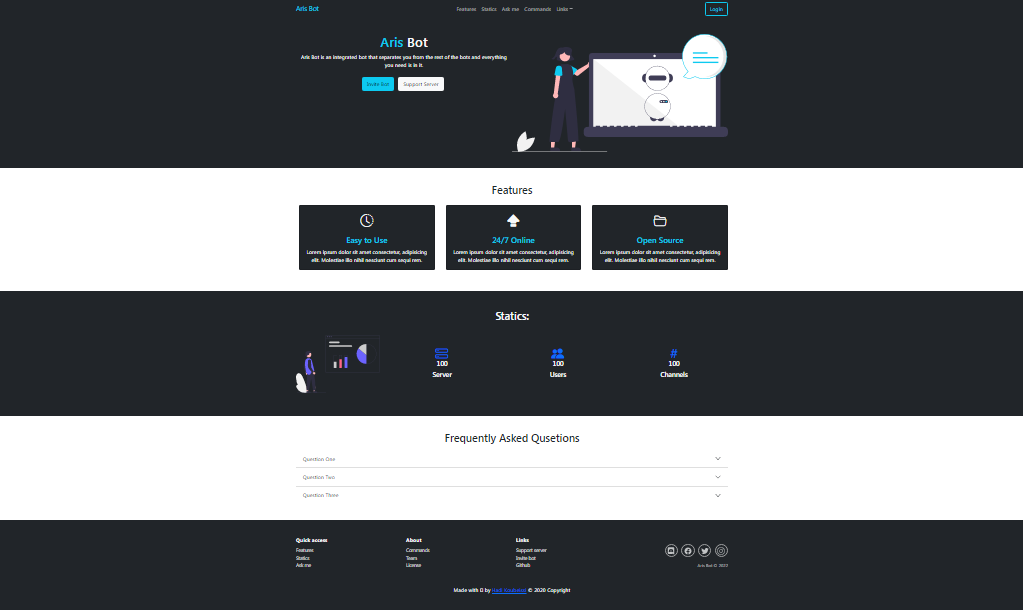 Aris Bot
Features Statics Ask me Commands Links
Login
Aris Bot
Aris Bot is an integrated bot that separates you from the rest of the bots and everything
you need is in it.
Invite Bot Support Server
Features
Easy to Use
Lorem ipsum dolor sit amet consectetur, adipisicing
elit. Molestiae illo nihil nesciunt cum sequi rem.
24/7 Online
Lorem ipsum dolor sit amet consectetur, adipisicing
elit. Molestiae illo nihil nesciunt cum sequi rem.
Open Source
Lorem ipsum dolor sit amet consectetur, adipisicing
elit. Molestiae illo nihil nesciunt cum sequi rem.
Statics:
100
Server
100
Users
#
100
Channels
Frequently Asked Qusetions
Question One
Question Two
Question Three
Quick access
Features
Statics
Ask me
About
Commands
Team
License
Links
Support server
Invite bot
Github
Aris Bot © 2020
Made with D by © 2020 Copyright